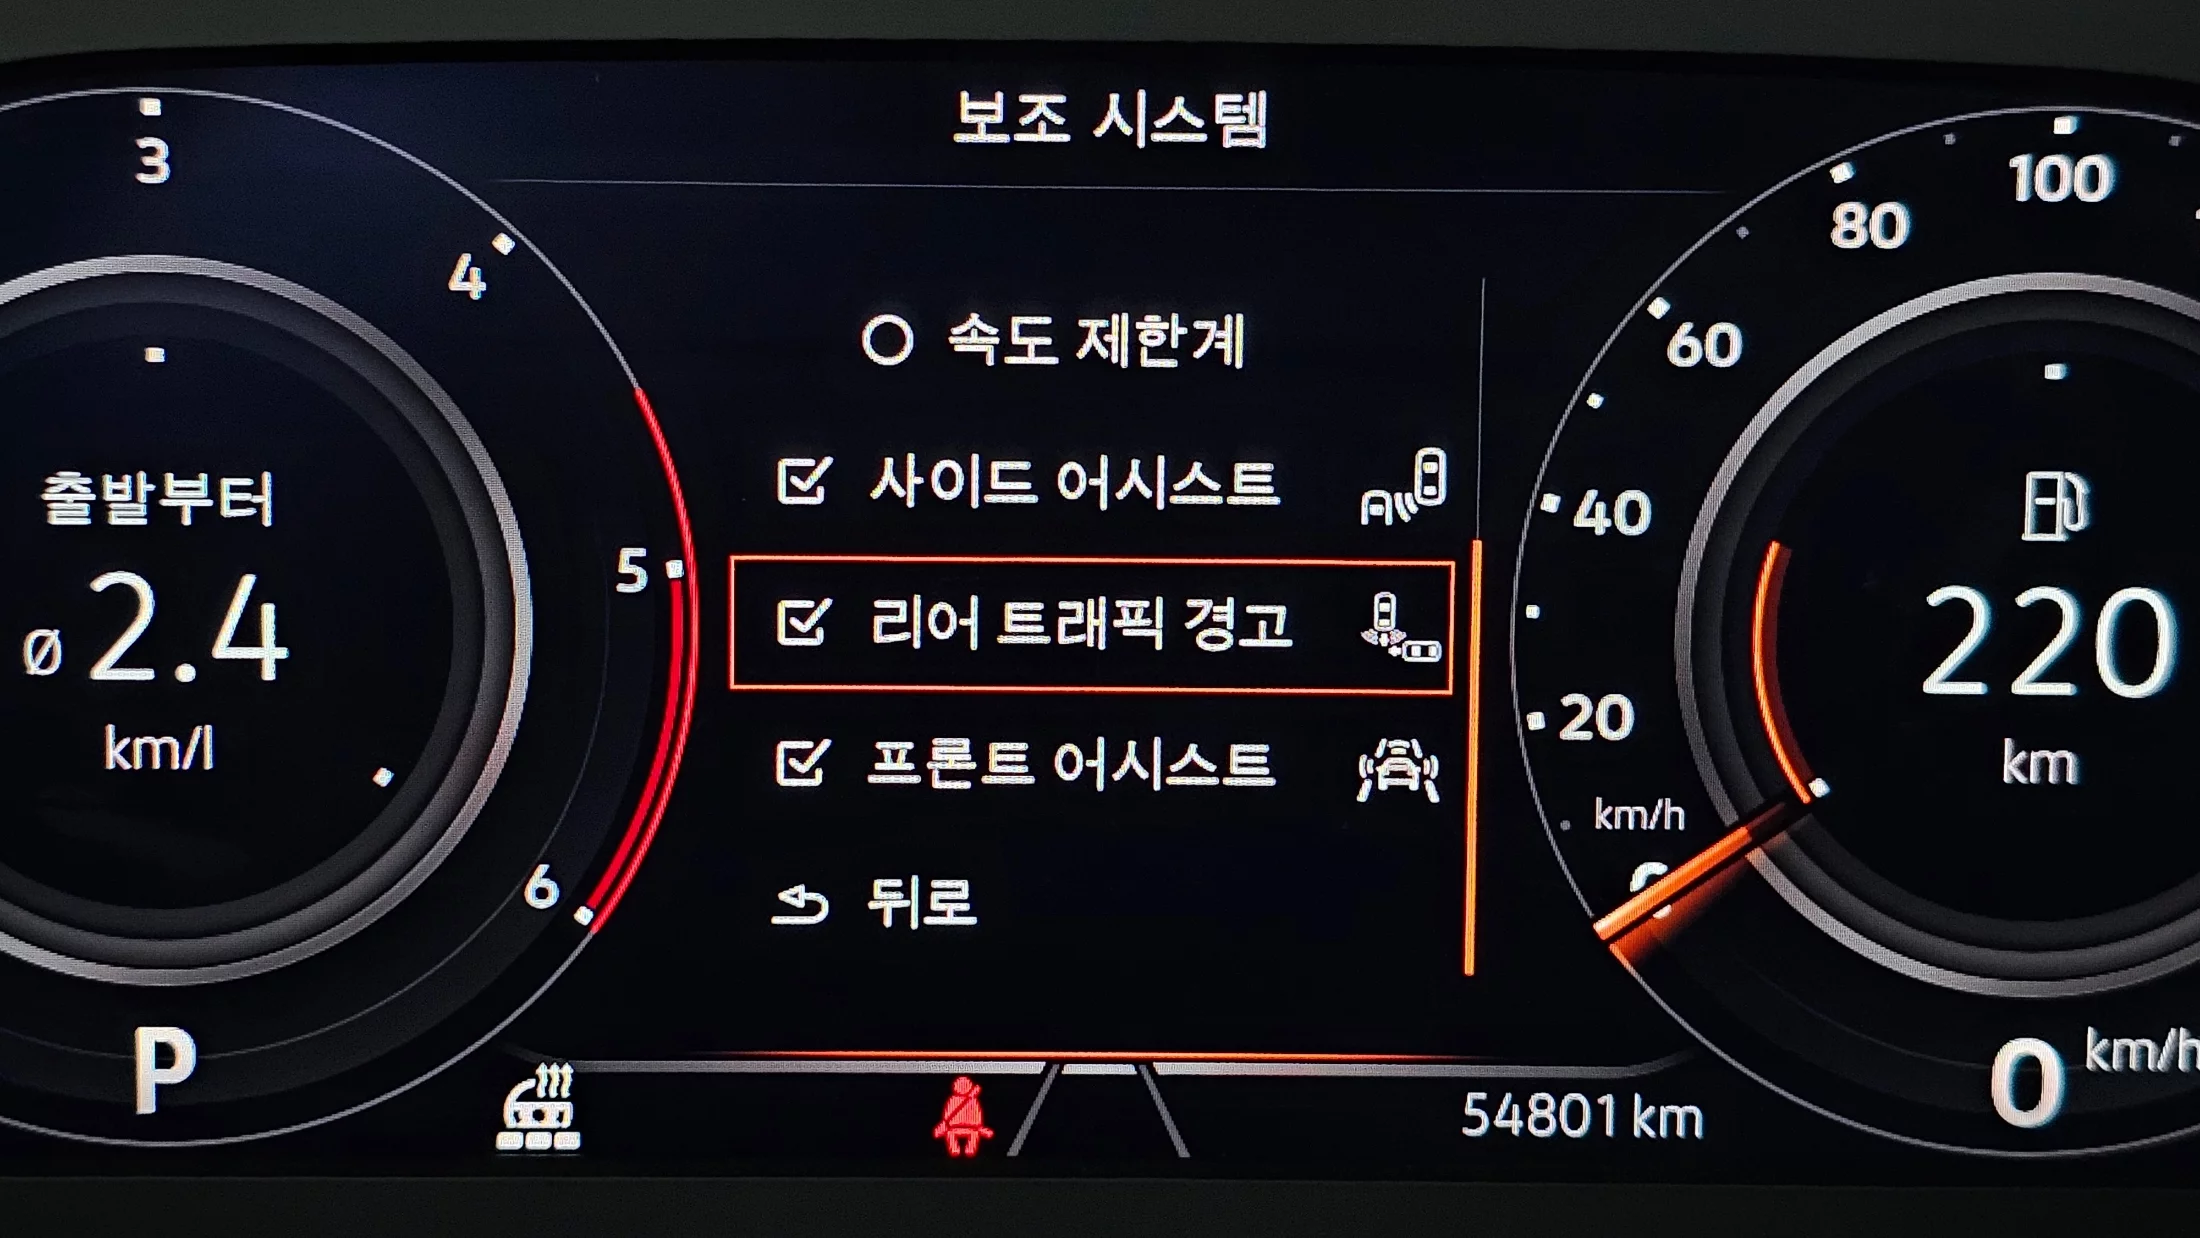 보조 시스템
3
4
5
6
출발부터
ø 2.4
km/l
P
속도 제한계
사이드 어시스트
리어 트래픽 경고
프론트 어시스트
뒤로
100
80
60
40
20
km/h
220
km
0 km/h
54801 km